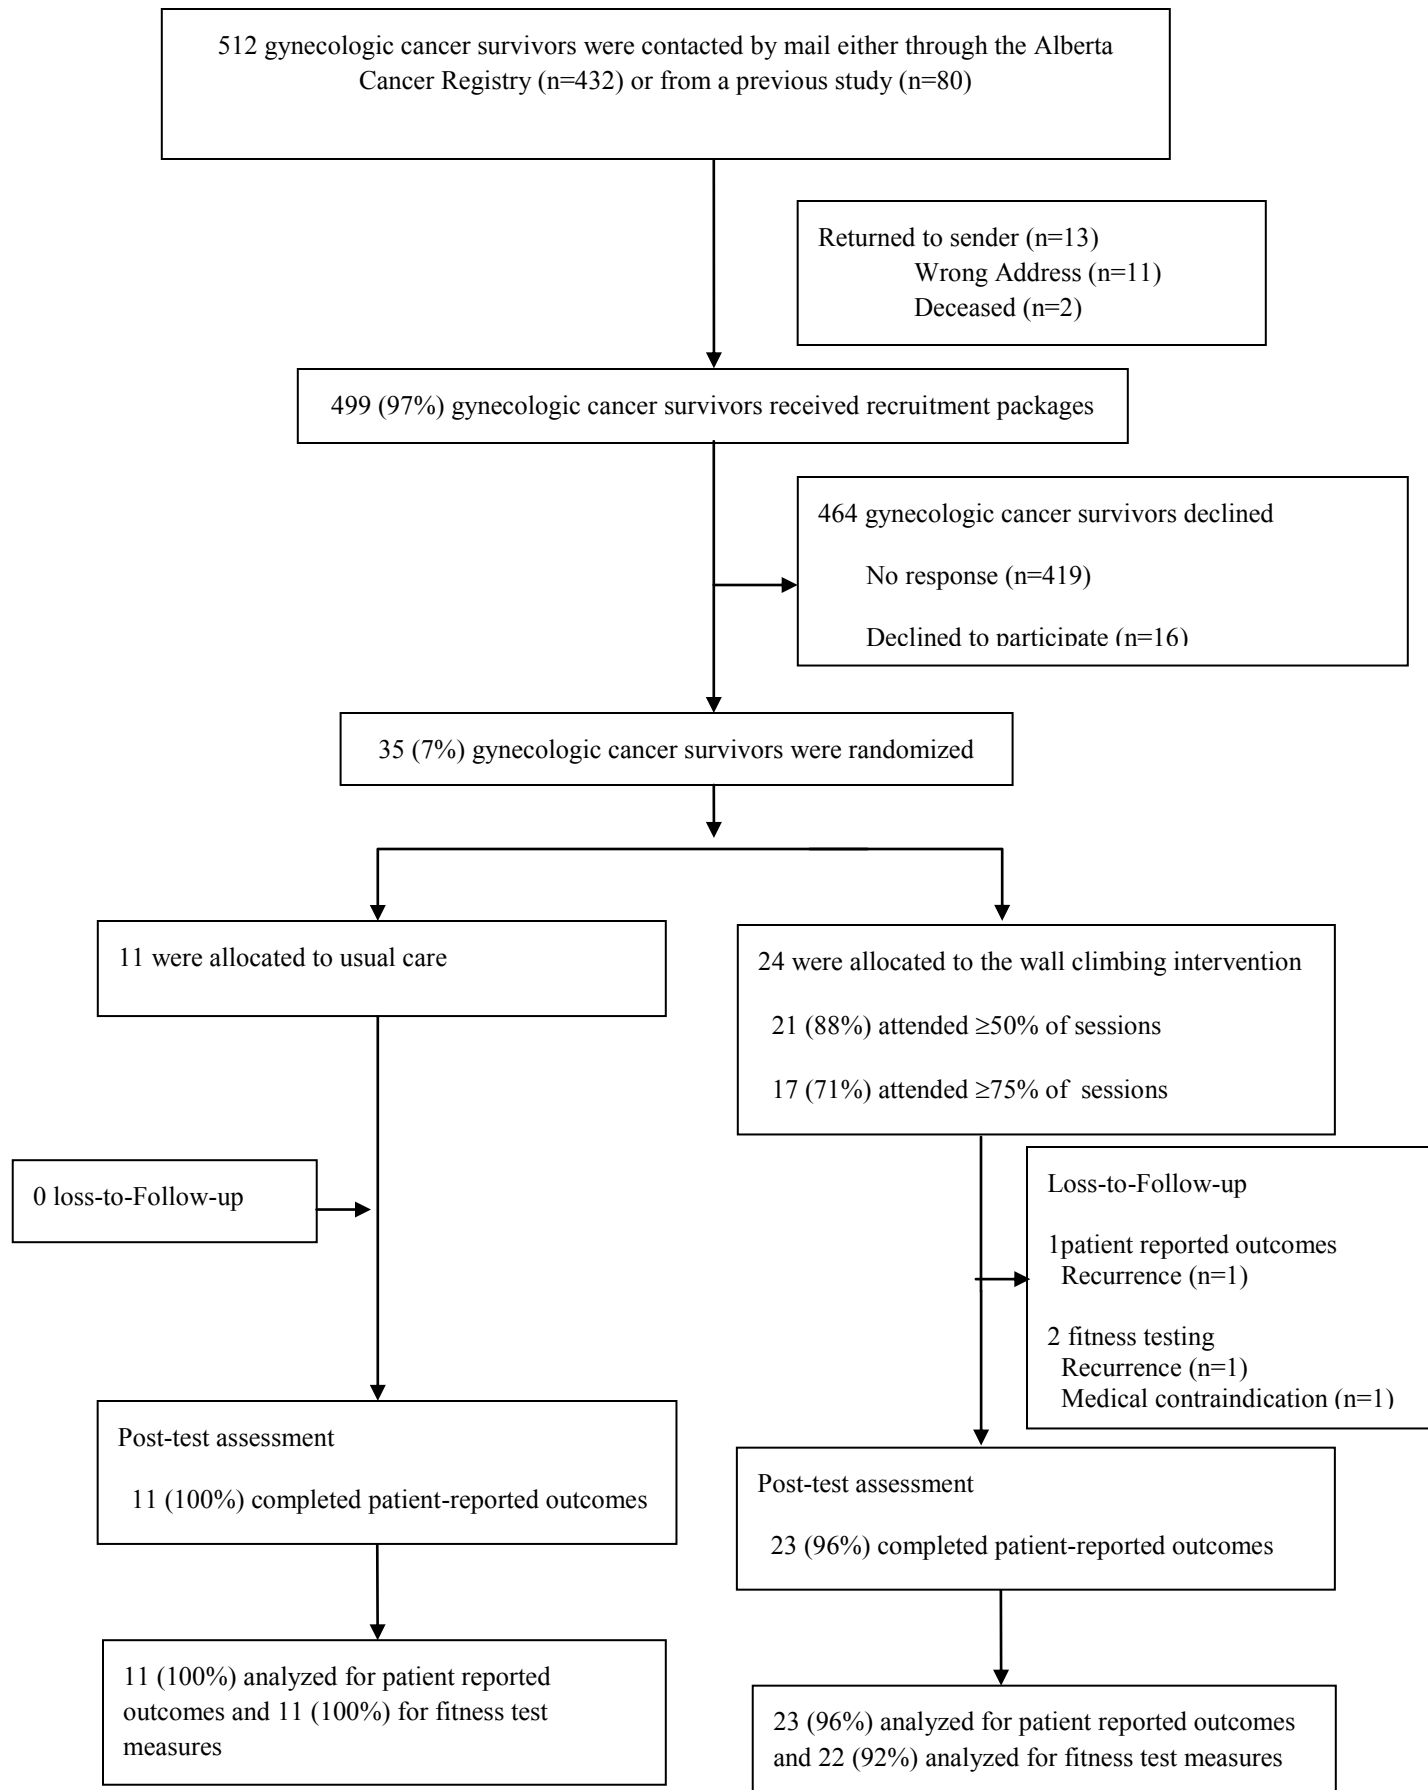 512 gynecologic cancer survivors were contacted by mail either through the Alberta
Cancer Registry (n=432) or from a previous study (n=80)
Returned to sender (n=13)
Wrong Address (n=11)
Deceased (n=2)
499 (97%) gynecologic cancer survivors received recruitment packages
464 gynecologic cancer survivors declined
No response (n=419)
Declined to participate (n=16)
35 (7%) gynecologic cancer survivors were randomized
11 were allocated to usual care
24 were allocated to the wall climbing intervention
21 (88%) attended ≥50% of sessions
17 (71%) attended ≥75% of  sessions
0 loss-to-Follow-up
Loss-to-Follow-up
1patient reported outcomes
Recurrence (n=1)
2 fitness testing
Recurrence (n=1)
Medical contraindication (n=1)
Post-test assessment
11 (100%) completed patient-reported outcomes
Post-test assessment
23 (96%) completed patient-reported outcomes
11 (100%) analyzed for patient reported
outcomes and 11 (100%) for fitness test
measures
23 (96%) analyzed for patient reported outcomes
and 22 (92%) analyzed for fitness test measures